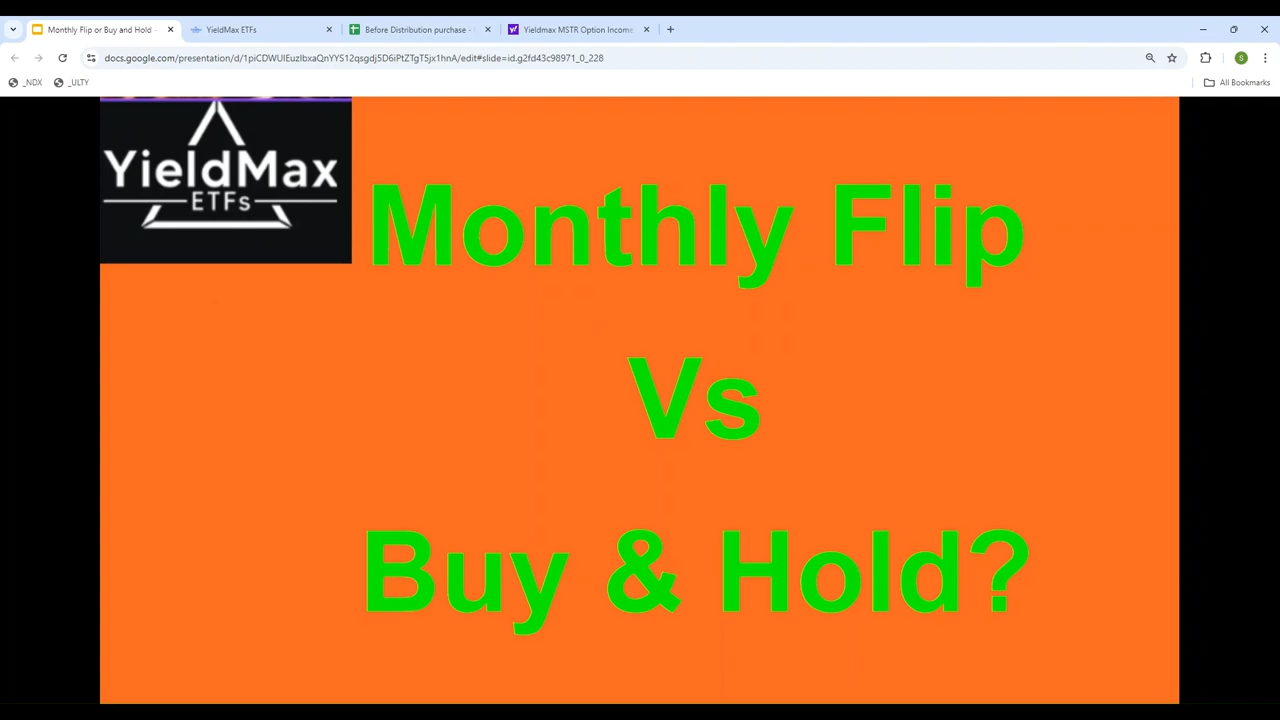 Monthly Flip or Buy and Hold -
YieldMax ETFs
Before Distribution purchase -
Yieldmax MSTR Option Income
docs.google.com/presentation/d/1piCDWUIEuzIbxaQnYYS12qsgdj5D6iPtZTgT5jx1hnA/edit#slide=id.g2fd43c98971_0_228
S
_NDX
_ULTY
All Bookmarks
YieldMax
ETFs
Monthly Flip
Vs
Buy & Hold?